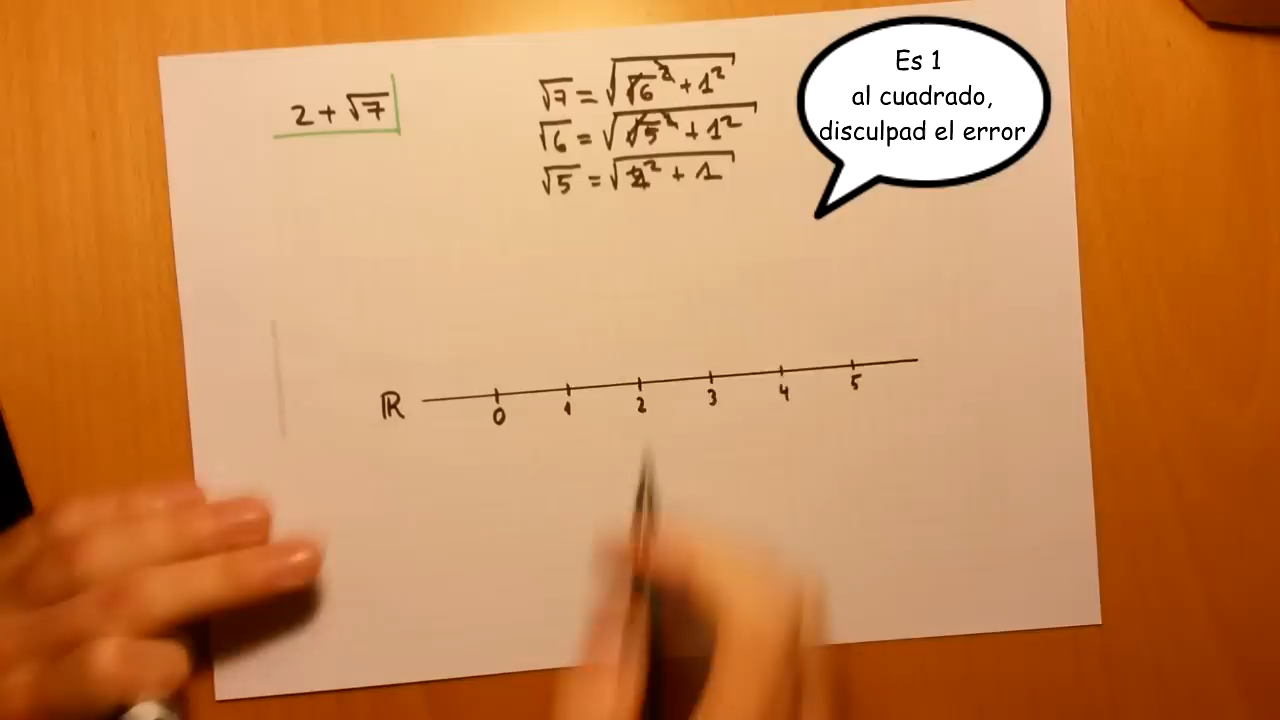 2 + √7
√7 = √(√6² + 1²)
√6 = √(√5² + 1²)
√5 = √(2² + 1)
Es 1
al cuadrado,
disculpad el error
ℝ 0 1 2 3 4 5